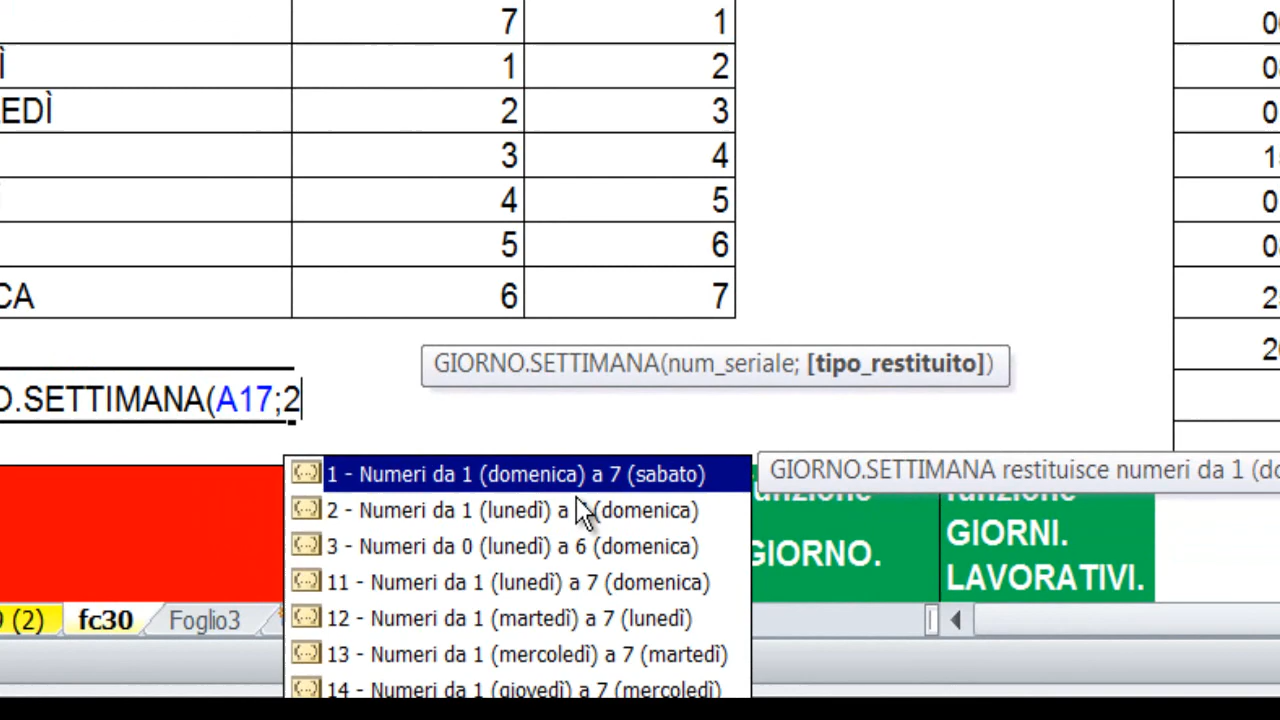 7 1
Ì 1 2
EDÌ 2 3
3 4
4 5
5 6
CA 6 7
GIORNO.SETTIMANA(num_seriale; [tipo_restituito])
O.SETTIMANA(A17;2
1 - Numeri da 1 (domenica) a 7 (sabato)
GIORNO.SETTIMANA restituisce numeri da 1 (do
2 - Numeri da 1 (lunedì) a (domenica)
3 - Numeri da 0 (lunedì) a 6 (domenica)
11 - Numeri da 1 (lunedì) a 7 (domenica)
12 - Numeri da 1 (martedì) a 7 (lunedì)
13 - Numeri da 1 (mercoledì) a 7 (martedì)
14 - Numeri da 1 (giovedì) a 7 (mercoledì)
funzione
GIORNO.
funzione
GIORNI.
LAVORATIVI.
(2) fc30 Foglio3